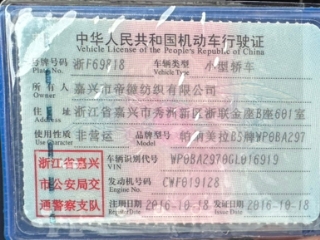 中华人民共和国机动车行驶证
Vehicle License of the People's Republic of China
号牌号码 浙F69818 车辆类型 小型轿车
Plate No. Vehicle Type
所有人 嘉兴市帝德纺织有限公司
Owner
住址 浙江省嘉兴市秀洲新区浙联金座B座601室
Address
使用性质 非营运 品牌型号 帕纳美拉牌WP0BA297
Use Character Model
浙江省嘉兴
市公安局交
通警察支队
车辆识别代号 WP0BA2970GL016919
VIN
发动机号码 CWF019128
Engine No.
注册日期 2016-10-18 发证日期 2016-10-18
Register Date Issue Date